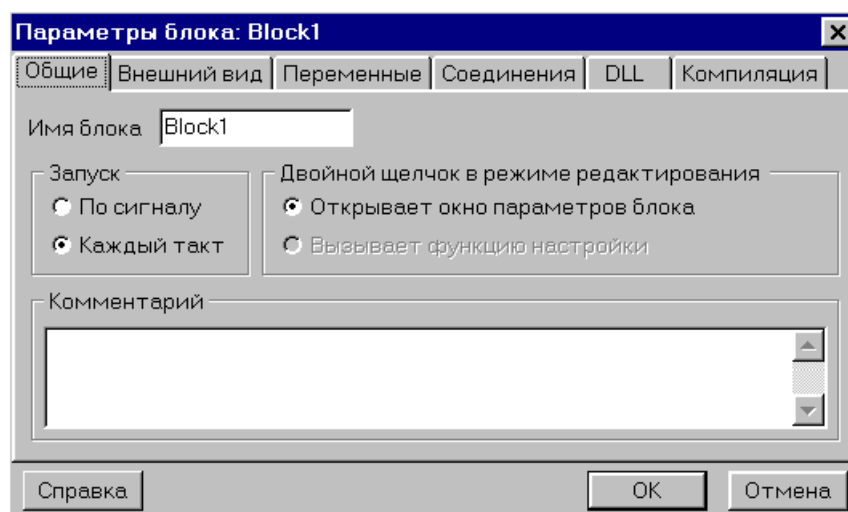 Параметры блока: Block1
Общие Внешний вид Переменные Соединения DLL Компиляция
Имя блока Block1
Запуск Двойной щелчок в режиме редактирования
По сигналу Открывает окно параметров блока
Каждый такт Вызывает функцию настройки
Комментарий
Справка OK Отмена